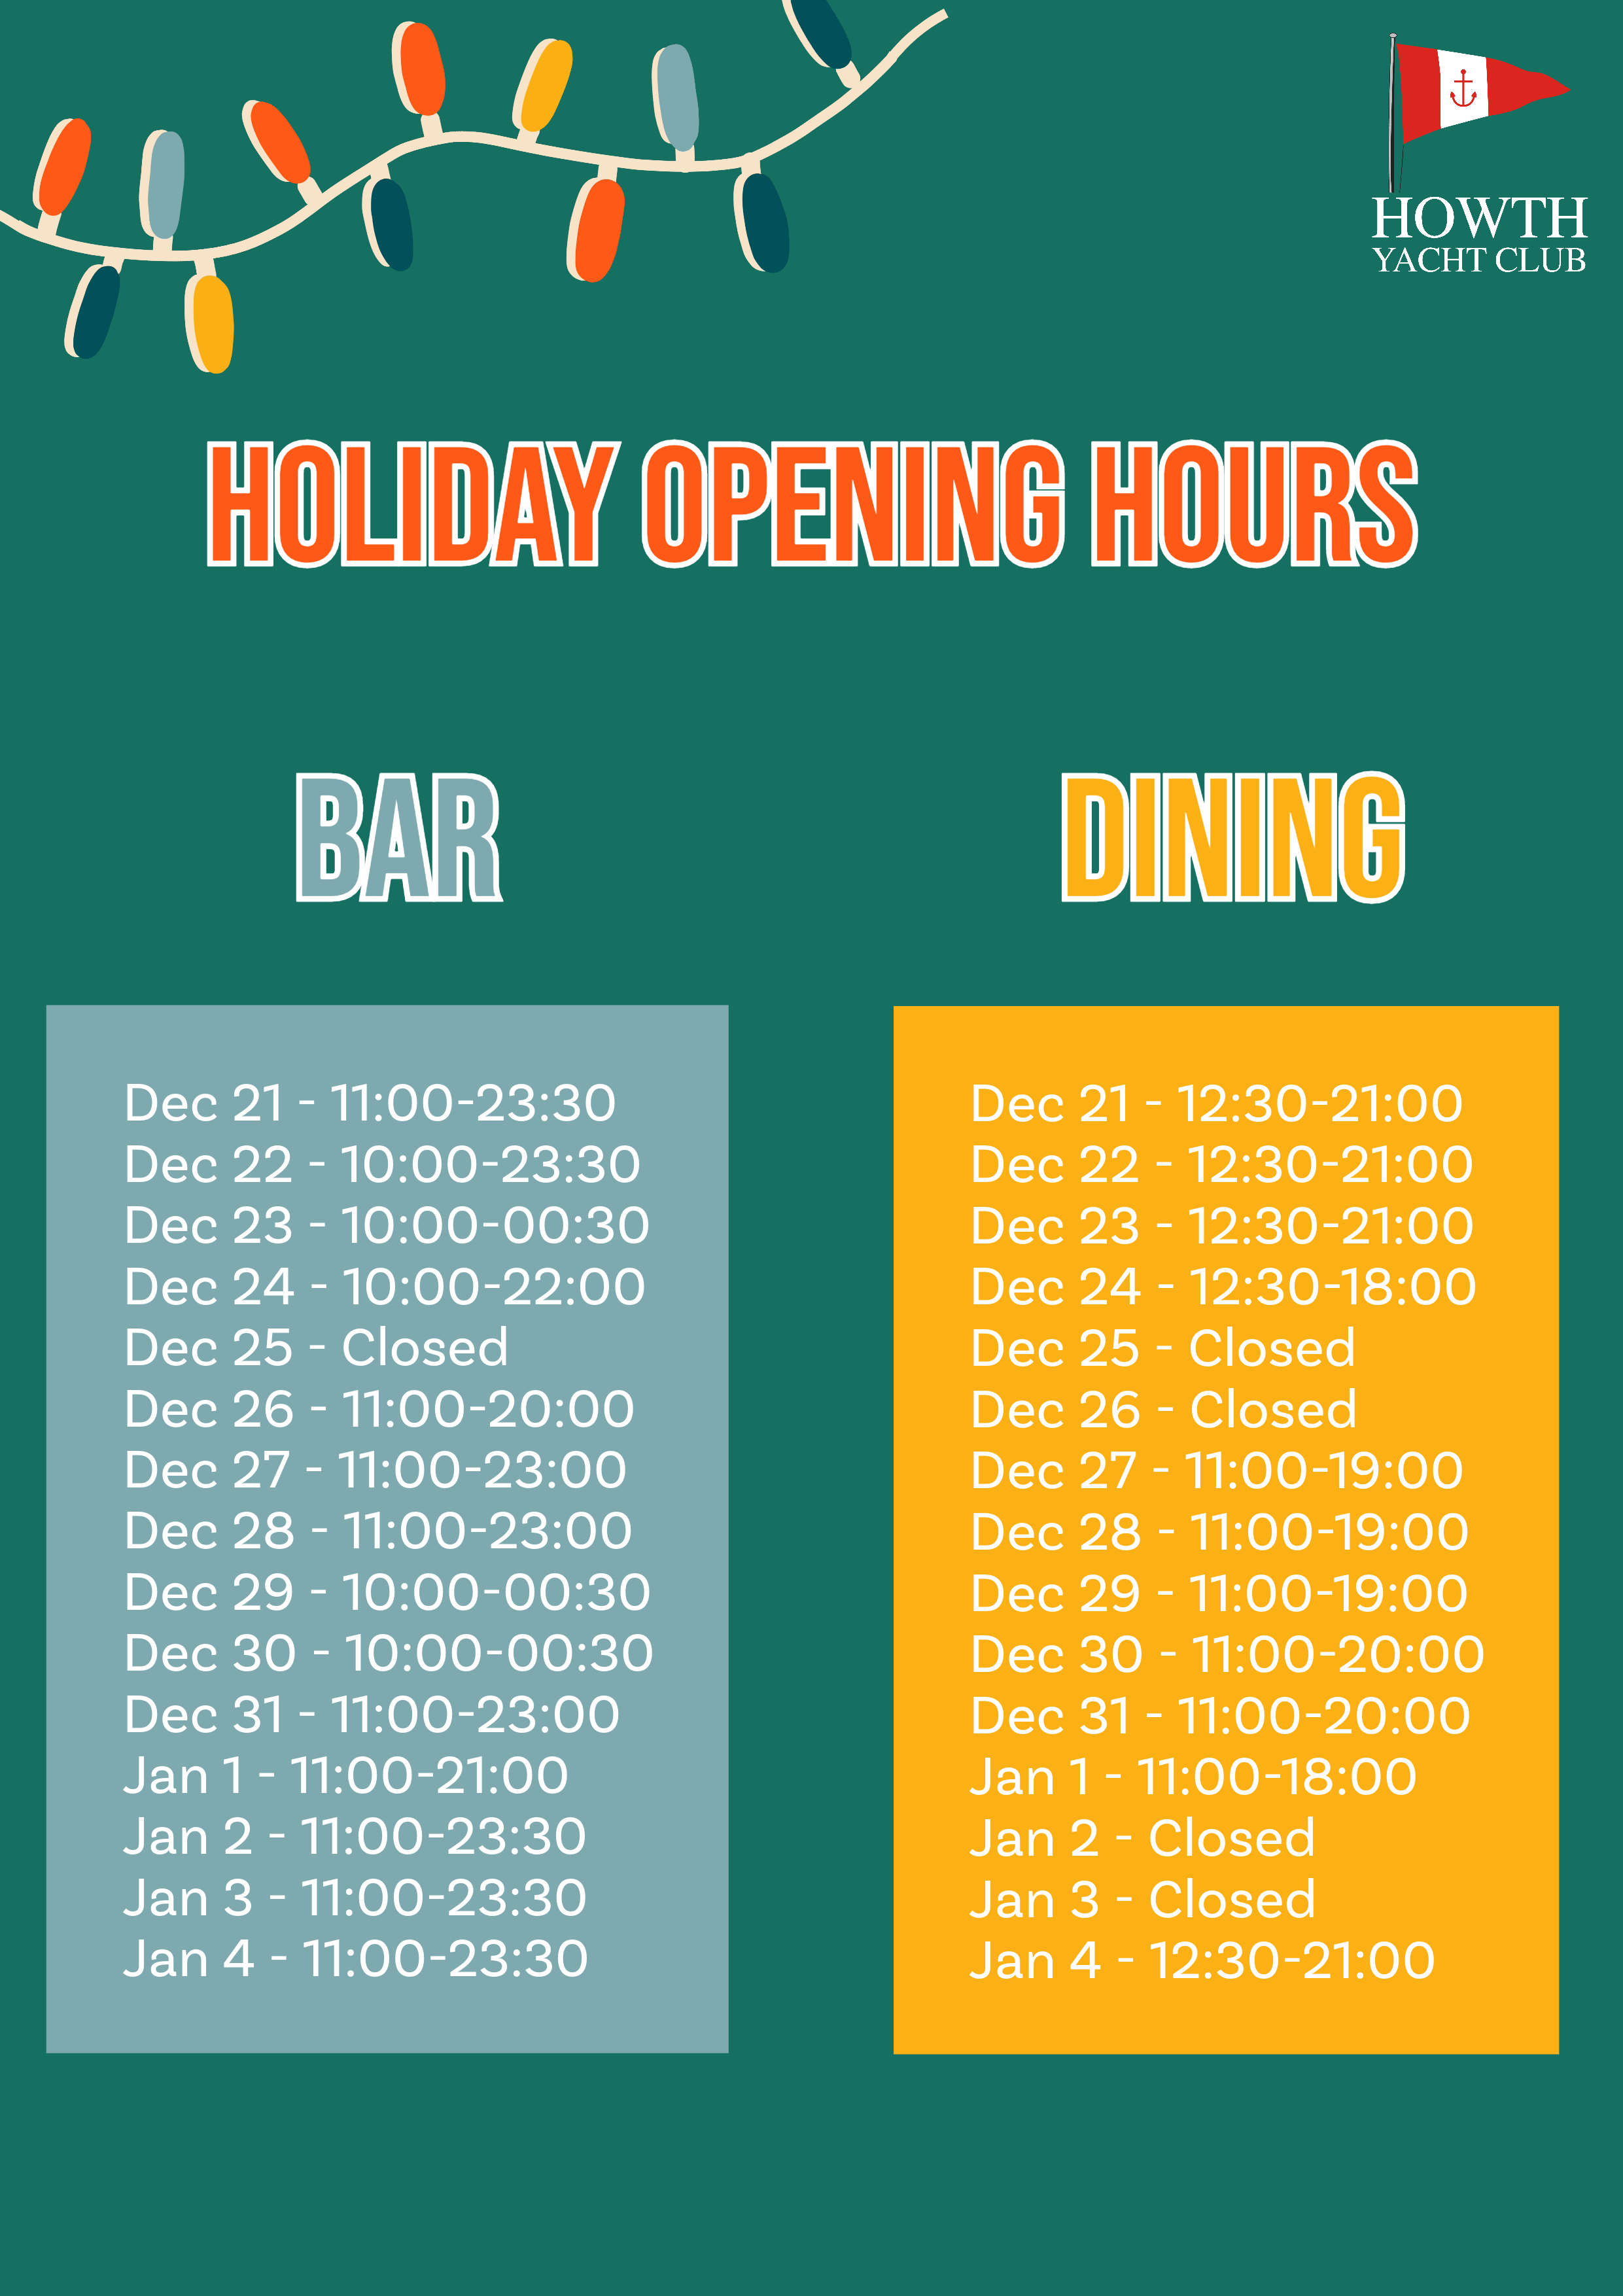 HOWTH
YACHT CLUB
HOLIDAY OPENING HOURS
BAR
Dec 21 - 11:00-23:30
Dec 22 - 10:00-23:30
Dec 23 - 10:00-00:30
Dec 24 - 10:00-22:00
Dec 25 - Closed
Dec 26 - 11:00-20:00
Dec 27 - 11:00-23:00
Dec 28 - 11:00-23:00
Dec 29 - 10:00-00:30
Dec 30 - 10:00-00:30
Dec 31 - 11:00-23:00
Jan 1 - 11:00-21:00
Jan 2 - 11:00-23:30
Jan 3 - 11:00-23:30
Jan 4 - 11:00-23:30
DINING
Dec 21 - 12:30-21:00
Dec 22 - 12:30-21:00
Dec 23 - 12:30-21:00
Dec 24 - 12:30-18:00
Dec 25 - Closed
Dec 26 - Closed
Dec 27 - 11:00-19:00
Dec 28 - 11:00-19:00
Dec 29 - 11:00-19:00
Dec 30 - 11:00-20:00
Dec 31 - 11:00-20:00
Jan 1 - 11:00-18:00
Jan 2 - Closed
Jan 3 - Closed
Jan 4 - 12:30-21:00